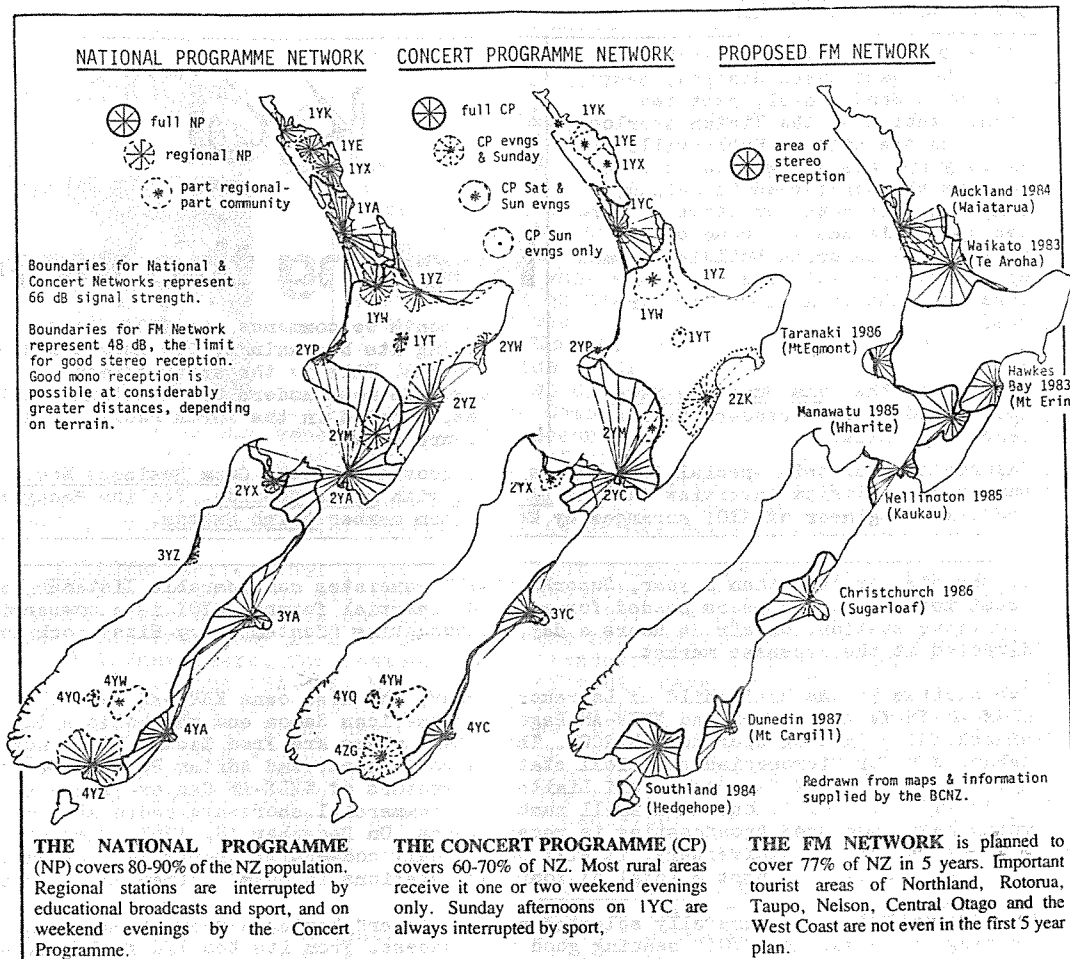 NATIONAL PROGRAMME NETWORK
full NP
regional NP
part regional-
part community
Boundaries for National &
Concert Networks represent
66 dB signal strength.
Boundaries for FM Network
represent 48 dB, the limit
for good stereo reception.
Good mono reception is
possible at considerably
greater distances, depending
on terrain.
1YK
1YE
1YX
1YA
1YZ
1YW
1YT
2YP
2YW
2YZ
2YM
2YX
2YA
3YZ
3YA
4YQ
4YW
4YA
4YZ
CONCERT PROGRAMME NETWORK
full CP
CP evngs
& Sunday
CP Sat &
Sun evngs
CP Sun
evngs only
1YK
1YE
1YX
1YC
1YZ
1YW
1YT
2YP
2ZK
2YM
2YX
2YC
3YC
4YQ
4YW
4ZG
4YC
PROPOSED FM NETWORK
area of
stereo
reception
Auckland 1984
(Waiatarua)
Waikato 1983
(Te Aroha)
Taranaki 1986
(MtEgmont)
Hawkes
Bay 1983
(Mt Erin)
Manawatu 1985
(Wharite)
Wellington 1985
(Kaukau)
Christchurch 1986
(Sugarloaf)
Dunedin 1987
(Mt Cargill)
Southland 1984
(Hedgehope)
Redrawn from maps & information
supplied by the BCNZ.
THE NATIONAL PROGRAMME
(NP) covers 80-90% of the NZ population.
Regional stations are interrupted by
educational broadcasts and sport, and on
weekend evenings by the Concert
Programme.
THE CONCERT PROGRAMME (CP)
covers 60-70% of NZ. Most rural areas
receive it one or two weekend evenings
only. Sunday afternoons on 1YC are
always interrupted by sport,
THE FM NETWORK is planned to
cover 77% of NZ in 5 years. Important
tourist areas of Northland, Rotorua,
Taupo, Nelson, Central Otago and the
West Coast are not even in the first 5 year
plan.